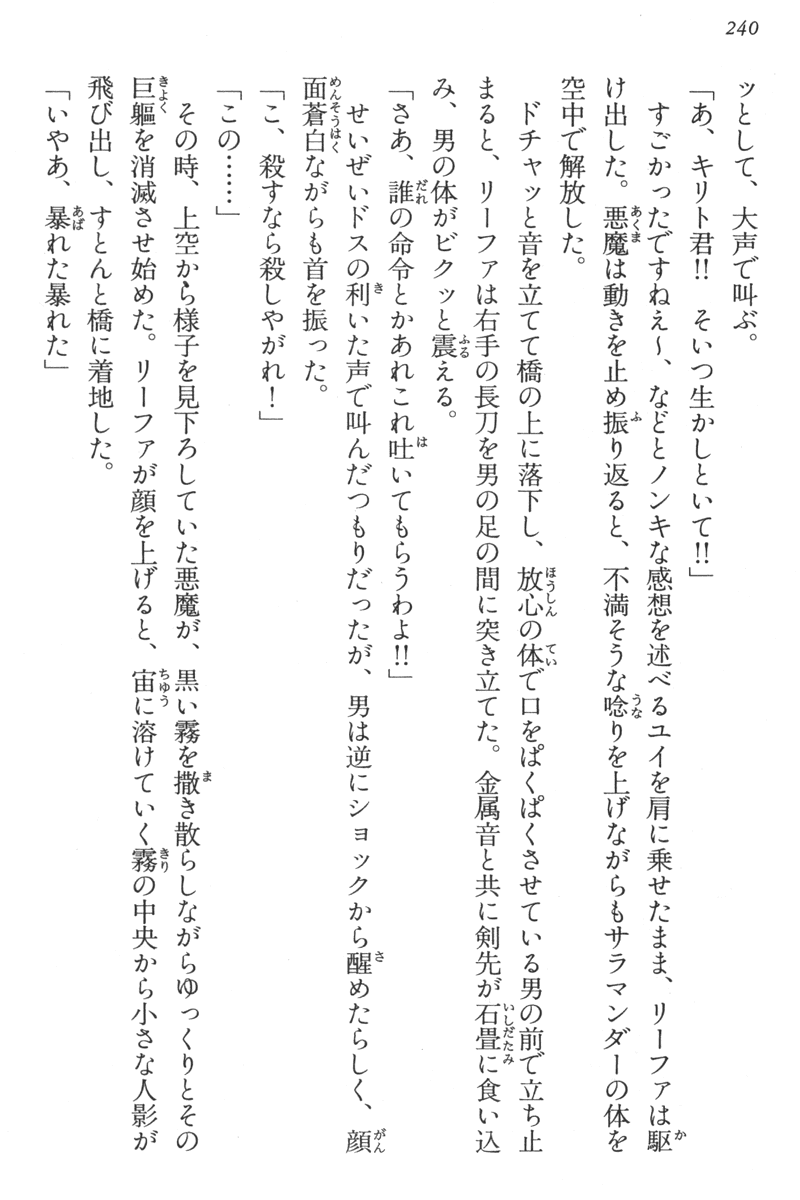 240
ッとして、大声で叫ぶ。
「あ、キリト君!!　そいつ生かしといて!!」
　すごかったですねえ～、などとノンキな感想を述べるユイを肩に乗せたまま、リーファは駆
け出した。悪魔は動きを止め振り返ると、不満そうな唸りを上げながらもサラマンダーの体を
空中で解放した。
　ドチャッと音を立てて橋の上に落下し、放心の体で口をぱくぱくさせている男の前で立ち止
まると、リーファは右手の長刀を男の足の間に突き立てた。金属音と共に剣先が石畳に食い込
み、男の体がビクッと震える。
「さあ、誰の命令とかあれこれ吐いてもらうわよ!!」
　せいぜいドスの利いた声で叫んだつもりだったが、男は逆にショックから醒めたらしく、顔
面蒼白ながらも首を振った。
「こ、殺すなら殺しやがれ！」
「この……」
　その時、上空から様子を見下ろしていた悪魔が、黒い霧を撒き散らしながらゆっくりとその
巨軀を消滅させ始めた。リーファが顔を上げると、宙に溶けていく霧の中央から小さな人影が
飛び出し、すとんと橋に着地した。
「いやあ、暴れた暴れた」